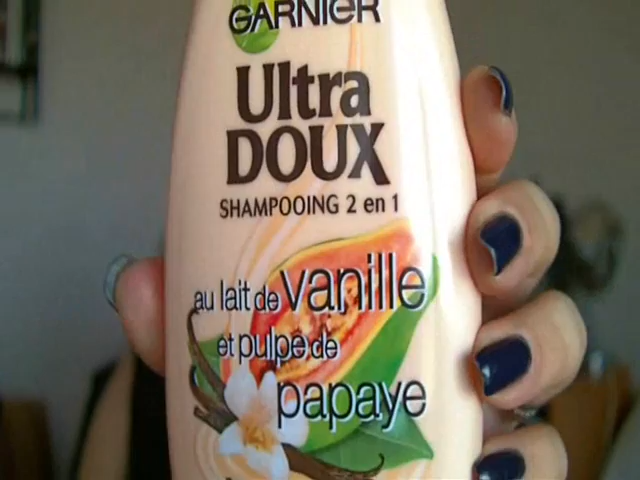 GARNIER
Ultra
DOUX
SHAMPOOING 2 en 1
au lait de vanille
et pulpe de
papaye